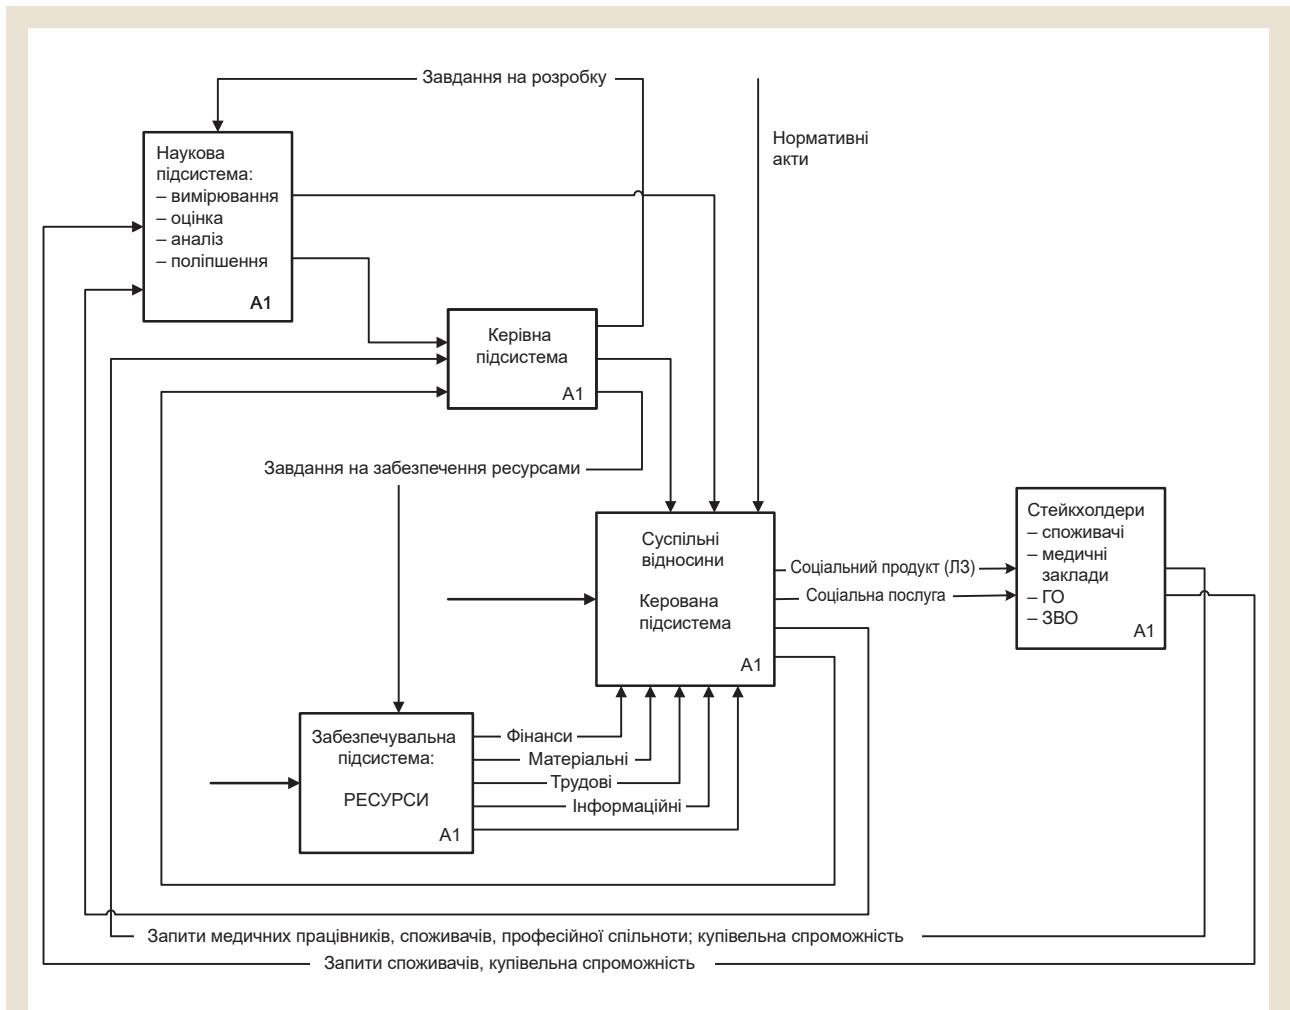 Завдання на розробку
Нормативні
акти
Наукова
підсистема:
– вимірювання
– оцінка
– аналіз
– поліпшення
А1
Керівна
підсистема
А1
Завдання на забезпечення ресурсами
Суспільні
відносини
Керована
підсистема
А1
Соціальний продукт (ЛЗ)
Соціальна послуга
Стейкхолдери
– споживачі
– медичні
заклади
– ГО
– ЗВО
А1
Забезпечувальна
підсистема:
РЕСУРСИ
А1
Фінанси
Матеріальні
Трудові
Інформаційні
Запити медичних працівників, споживачів, професійної спільноти; купівельна спроможність
Запити споживачів, купівельна спроможність